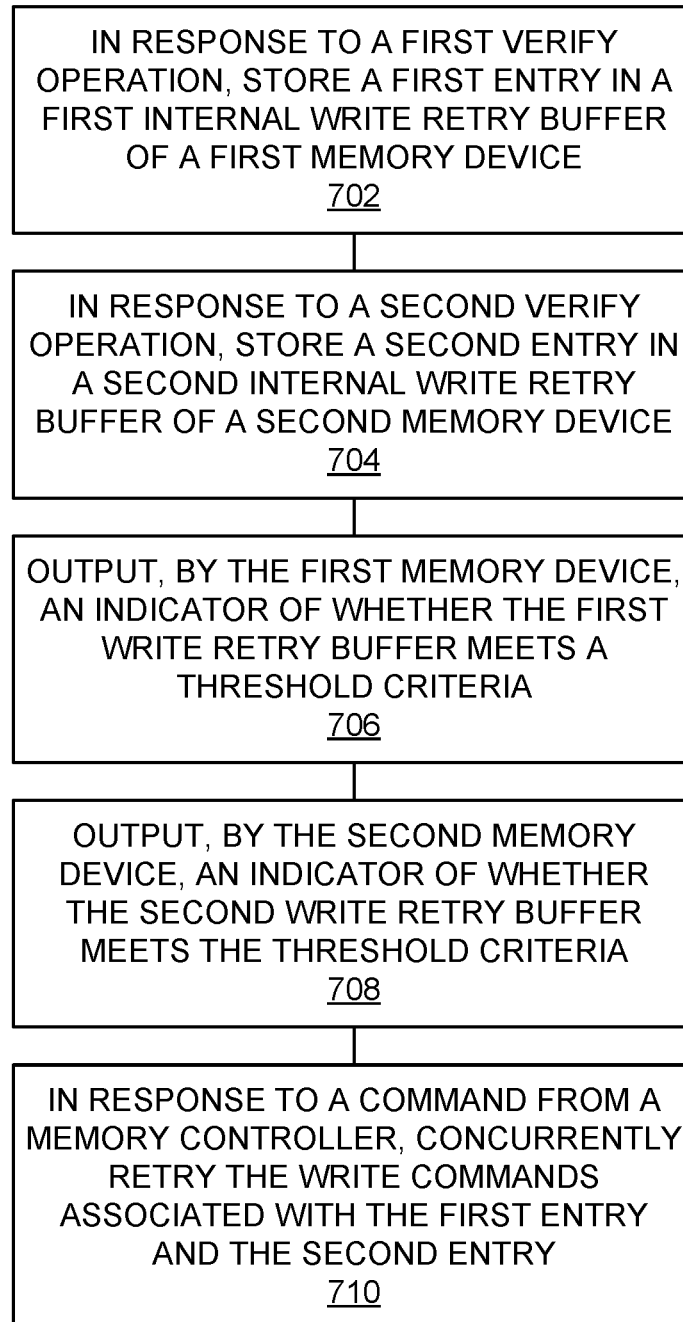 IN RESPONSE TO A FIRST VERIFY
OPERATION, STORE A FIRST ENTRY IN A
FIRST INTERNAL WRITE RETRY BUFFER
OF A FIRST MEMORY DEVICE
702
IN RESPONSE TO A SECOND VERIFY
OPERATION, STORE A SECOND ENTRY IN
A SECOND INTERNAL WRITE RETRY
BUFFER OF A SECOND MEMORY DEVICE
704
OUTPUT, BY THE FIRST MEMORY DEVICE,
AN INDICATOR OF WHETHER THE FIRST
WRITE RETRY BUFFER MEETS A
THRESHOLD CRITERIA
706
OUTPUT, BY THE SECOND MEMORY
DEVICE, AN INDICATOR OF WHETHER
THE SECOND WRITE RETRY BUFFER
MEETS THE THRESHOLD CRITERIA
708
IN RESPONSE TO A COMMAND FROM A
MEMORY CONTROLLER, CONCURRENTLY
RETRY THE WRITE COMMANDS
ASSOCIATED WITH THE FIRST ENTRY
AND THE SECOND ENTRY
710